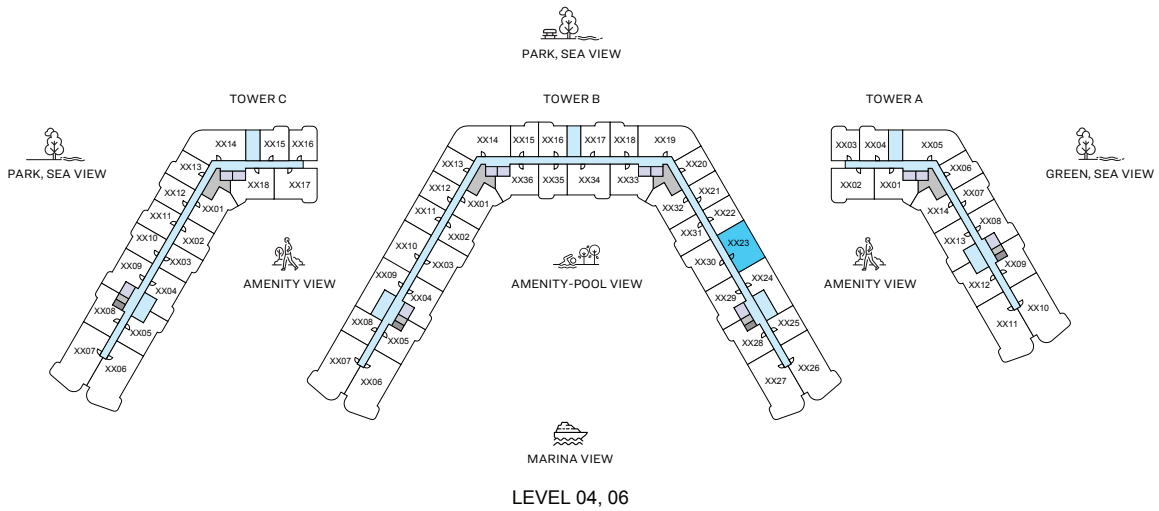 PARK, SEA VIEW
TOWER C
TOWER B
TOWER A
PARK, SEA VIEW
GREEN, SEA VIEW
XX14
XX15
XX16
XX13
XX12
XX11
XX10
XX09
XX08
XX07
XX06
XX05
XX04
XX03
XX02
XX01
XX18
XX17
AMENITY VIEW
XX14
XX15
XX16
XX17
XX18
XX19
XX13
XX12
XX11
XX10
XX09
XX08
XX07
XX06
XX05
XX04
XX03
XX02
XX01
XX36
XX35
XX34
XX33
XX32
XX31
XX30
XX29
XX28
XX27
XX20
XX21
XX22
XX23
XX24
XX25
XX26
AMENITY-POOL VIEW
AMENITY VIEW
XX03
XX04
XX05
XX02
XX01
XX06
XX07
XX08
XX09
XX10
XX14
XX13
XX12
XX11
MARINA VIEW
LEVEL 04, 06